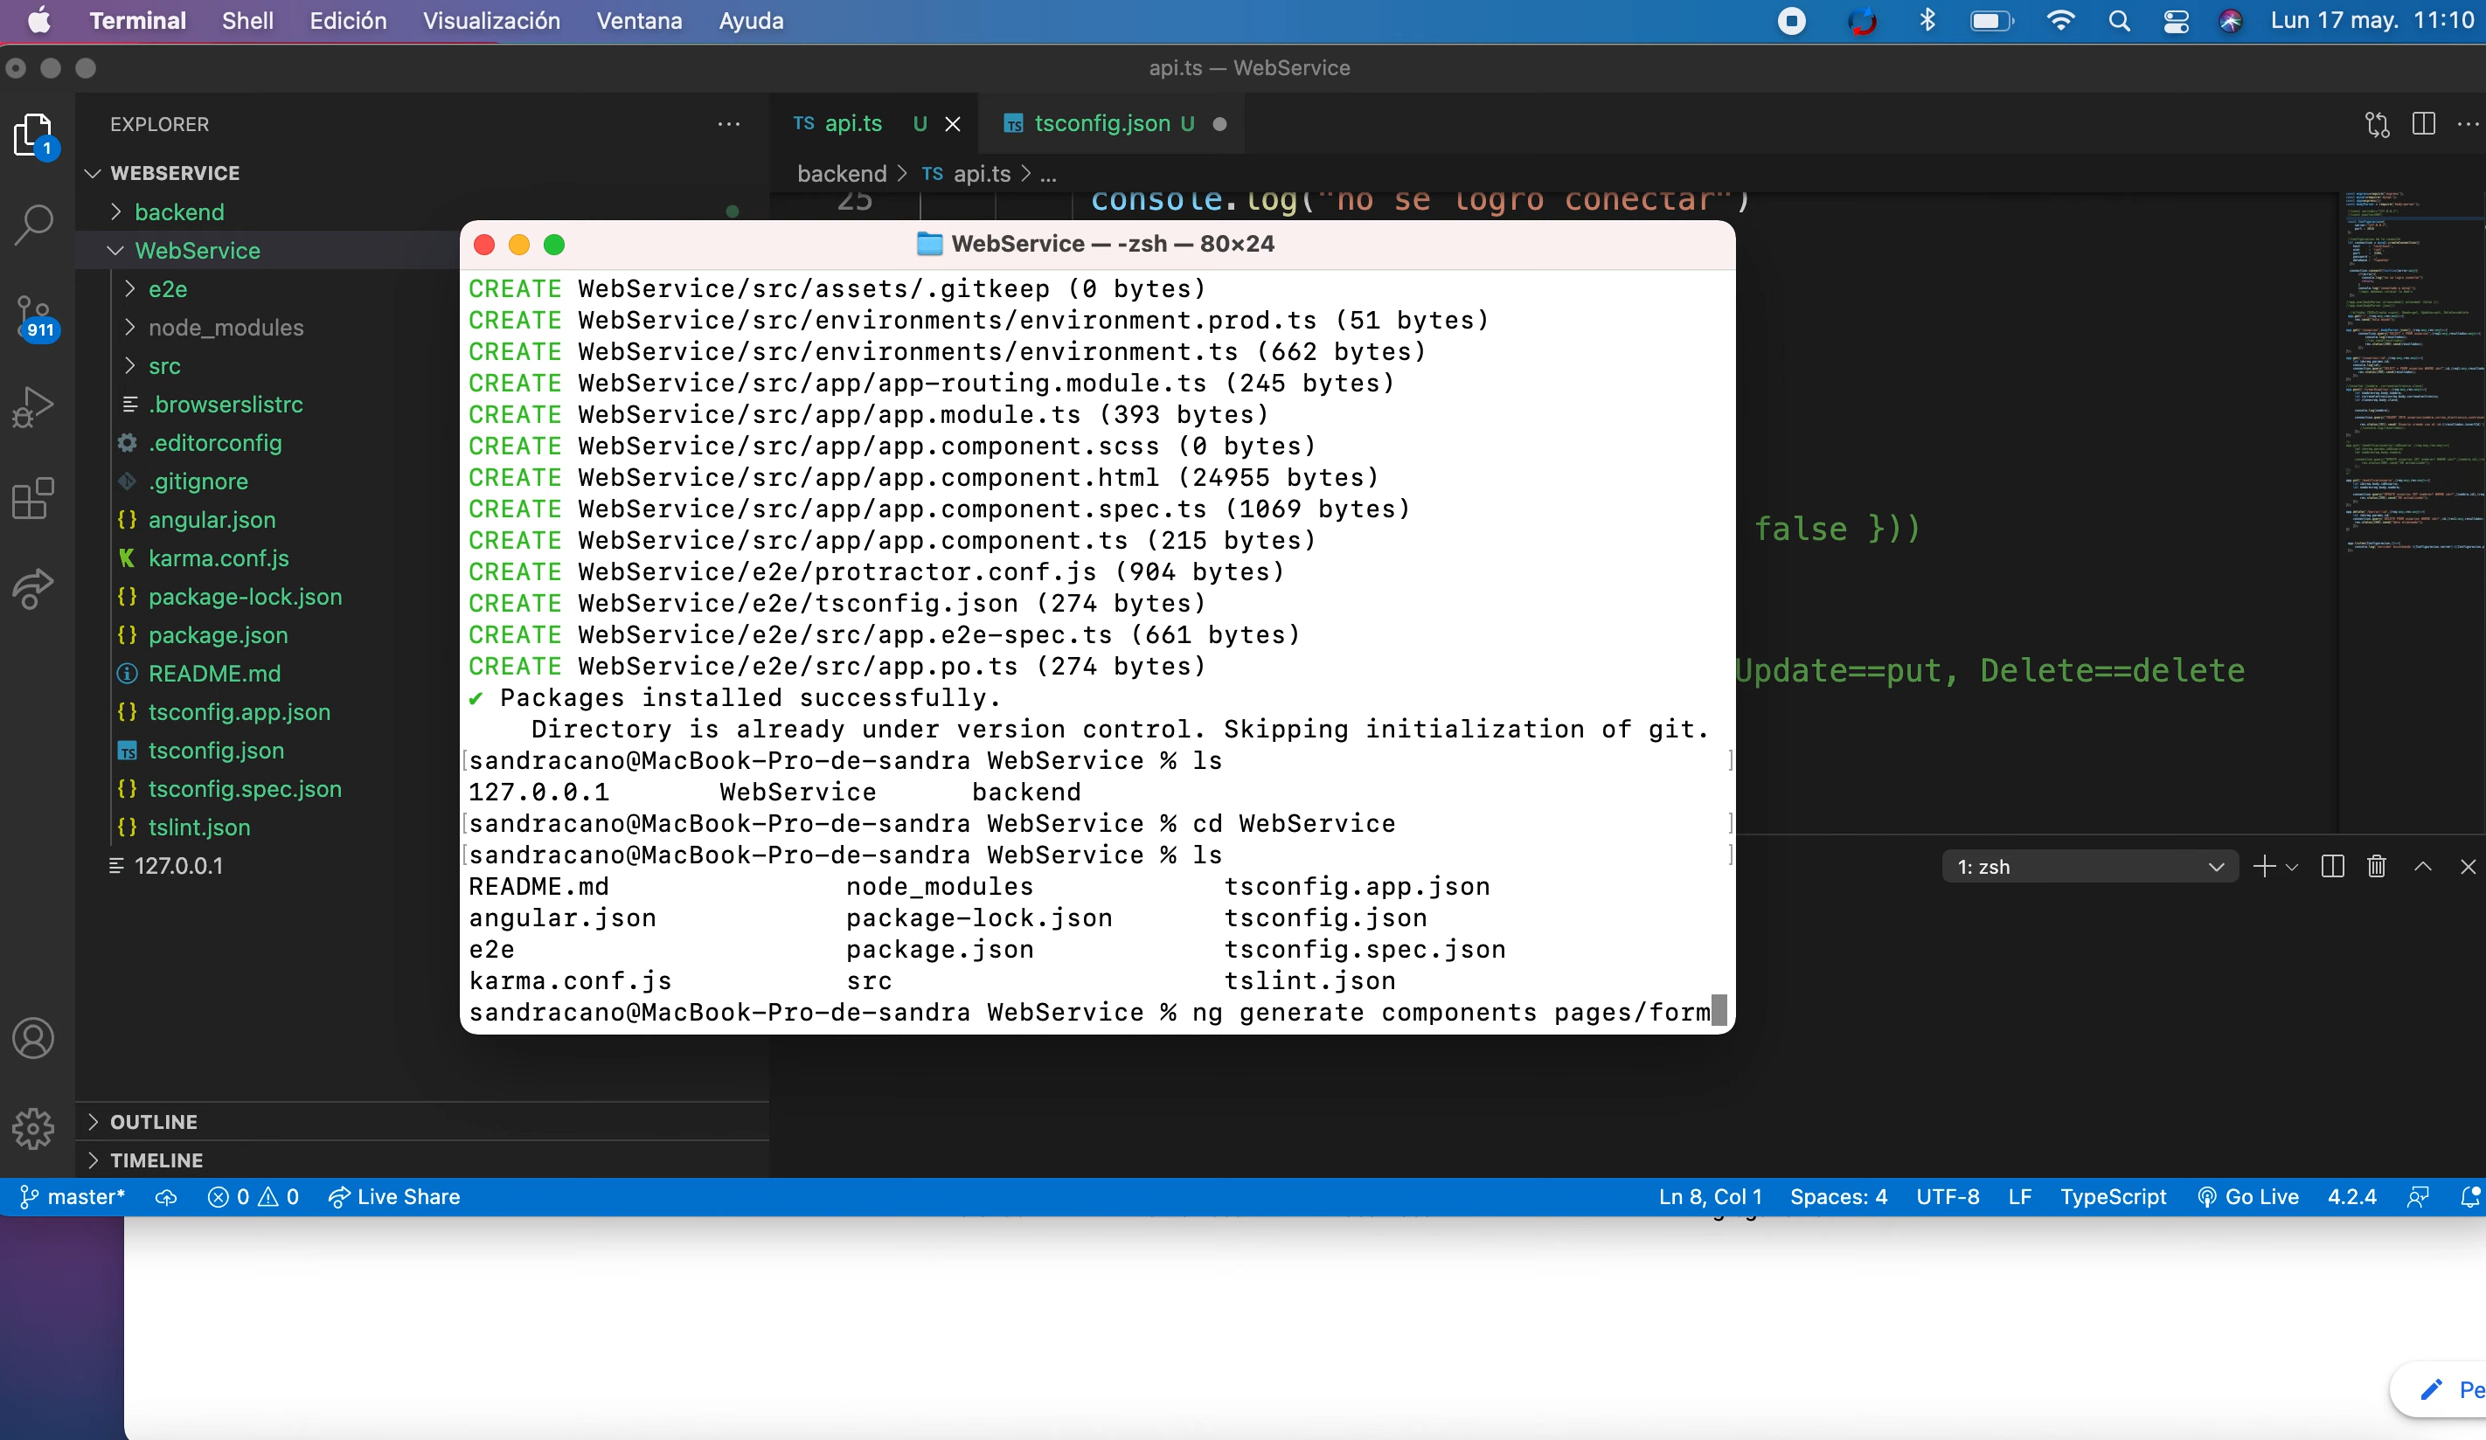 Terminal Shell Edición Visualización Ventana Ayuda
Lun 17 may. 11:10
api.ts — WebService
EXPLORER
TS api.ts U
TS tsconfig.json U
WEBSERVICE
backend > TS api.ts > ...
backend
25 console.log("no se logro conectar")
WebService
e2e
node_modules
src
.browserslistrc
.editorconfig
.gitignore
{} angular.json
karma.conf.js
{} package-lock.json
{} package.json
README.md
{} tsconfig.app.json
TS tsconfig.json
{} tsconfig.spec.json
{} tslint.json
127.0.0.1
1
911
WebService — -zsh — 80×24
CREATE WebService/src/assets/.gitkeep (0 bytes)
CREATE WebService/src/environments/environment.prod.ts (51 bytes)
CREATE WebService/src/environments/environment.ts (662 bytes)
CREATE WebService/src/app/app-routing.module.ts (245 bytes)
CREATE WebService/src/app/app.module.ts (393 bytes)
CREATE WebService/src/app/app.component.scss (0 bytes)
CREATE WebService/src/app/app.component.html (24955 bytes)
CREATE WebService/src/app/app.component.spec.ts (1069 bytes)
CREATE WebService/src/app/app.component.ts (215 bytes)
CREATE WebService/e2e/protractor.conf.js (904 bytes)
CREATE WebService/e2e/tsconfig.json (274 bytes)
CREATE WebService/e2e/src/app.e2e-spec.ts (661 bytes)
CREATE WebService/e2e/src/app.po.ts (274 bytes)
✔ Packages installed successfully.
Directory is already under version control. Skipping initialization of git.
[sandracano@MacBook-Pro-de-sandra WebService % ls ]
127.0.0.1 WebService backend
[sandracano@MacBook-Pro-de-sandra WebService % cd WebService ]
[sandracano@MacBook-Pro-de-sandra WebService % ls ]
README.md node_modules tsconfig.app.json
angular.json package-lock.json tsconfig.json
e2e package.json tsconfig.spec.json
karma.conf.js src tslint.json
sandracano@MacBook-Pro-de-sandra WebService % ng generate components pages/form
false }))
Update==put, Delete==delete
1: zsh
OUTLINE
TIMELINE
master* 0 0 Live Share
Ln 8, Col 1 Spaces: 4 UTF-8 LF TypeScript Go Live 4.2.4
Pe